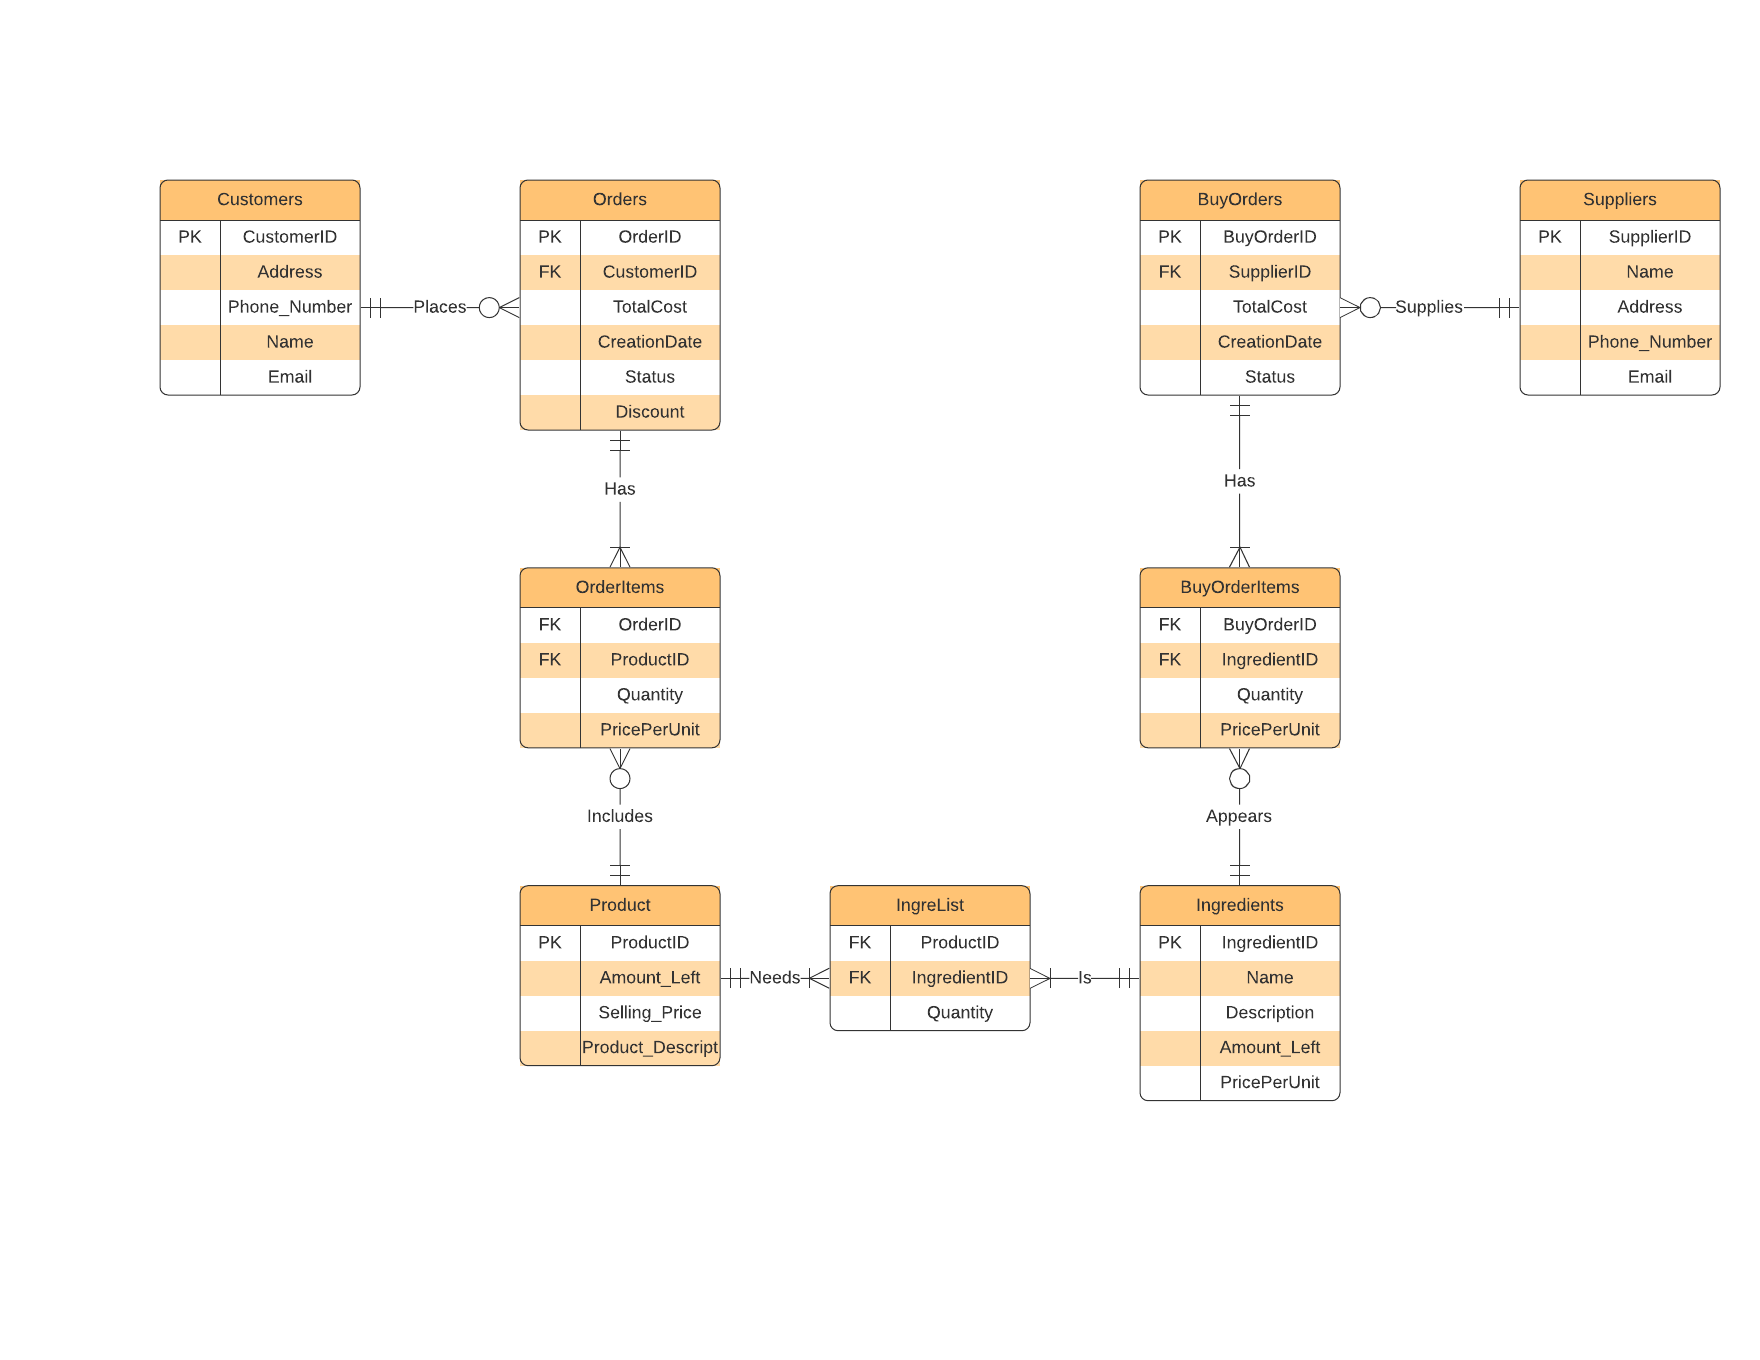 Customers
PK CustomerID
Address
Phone_Number
Name
Email
Places
Orders
PK OrderID
FK CustomerID
TotalCost
CreationDate
Status
Discount
BuyOrders
PK BuyOrderID
FK SupplierID
TotalCost
CreationDate
Status
Supplies
Suppliers
PK SupplierID
Name
Address
Phone_Number
Email
Has
Has
OrderItems
FK OrderID
FK ProductID
Quantity
PricePerUnit
BuyOrderItems
FK BuyOrderID
FK IngredientID
Quantity
PricePerUnit
Includes
Appears
Product
PK ProductID
Amount_Left
Selling_Price
Product_Descript
Needs
IngreList
FK ProductID
FK IngredientID
Quantity
Is
Ingredients
PK IngredientID
Name
Description
Amount_Left
PricePerUnit